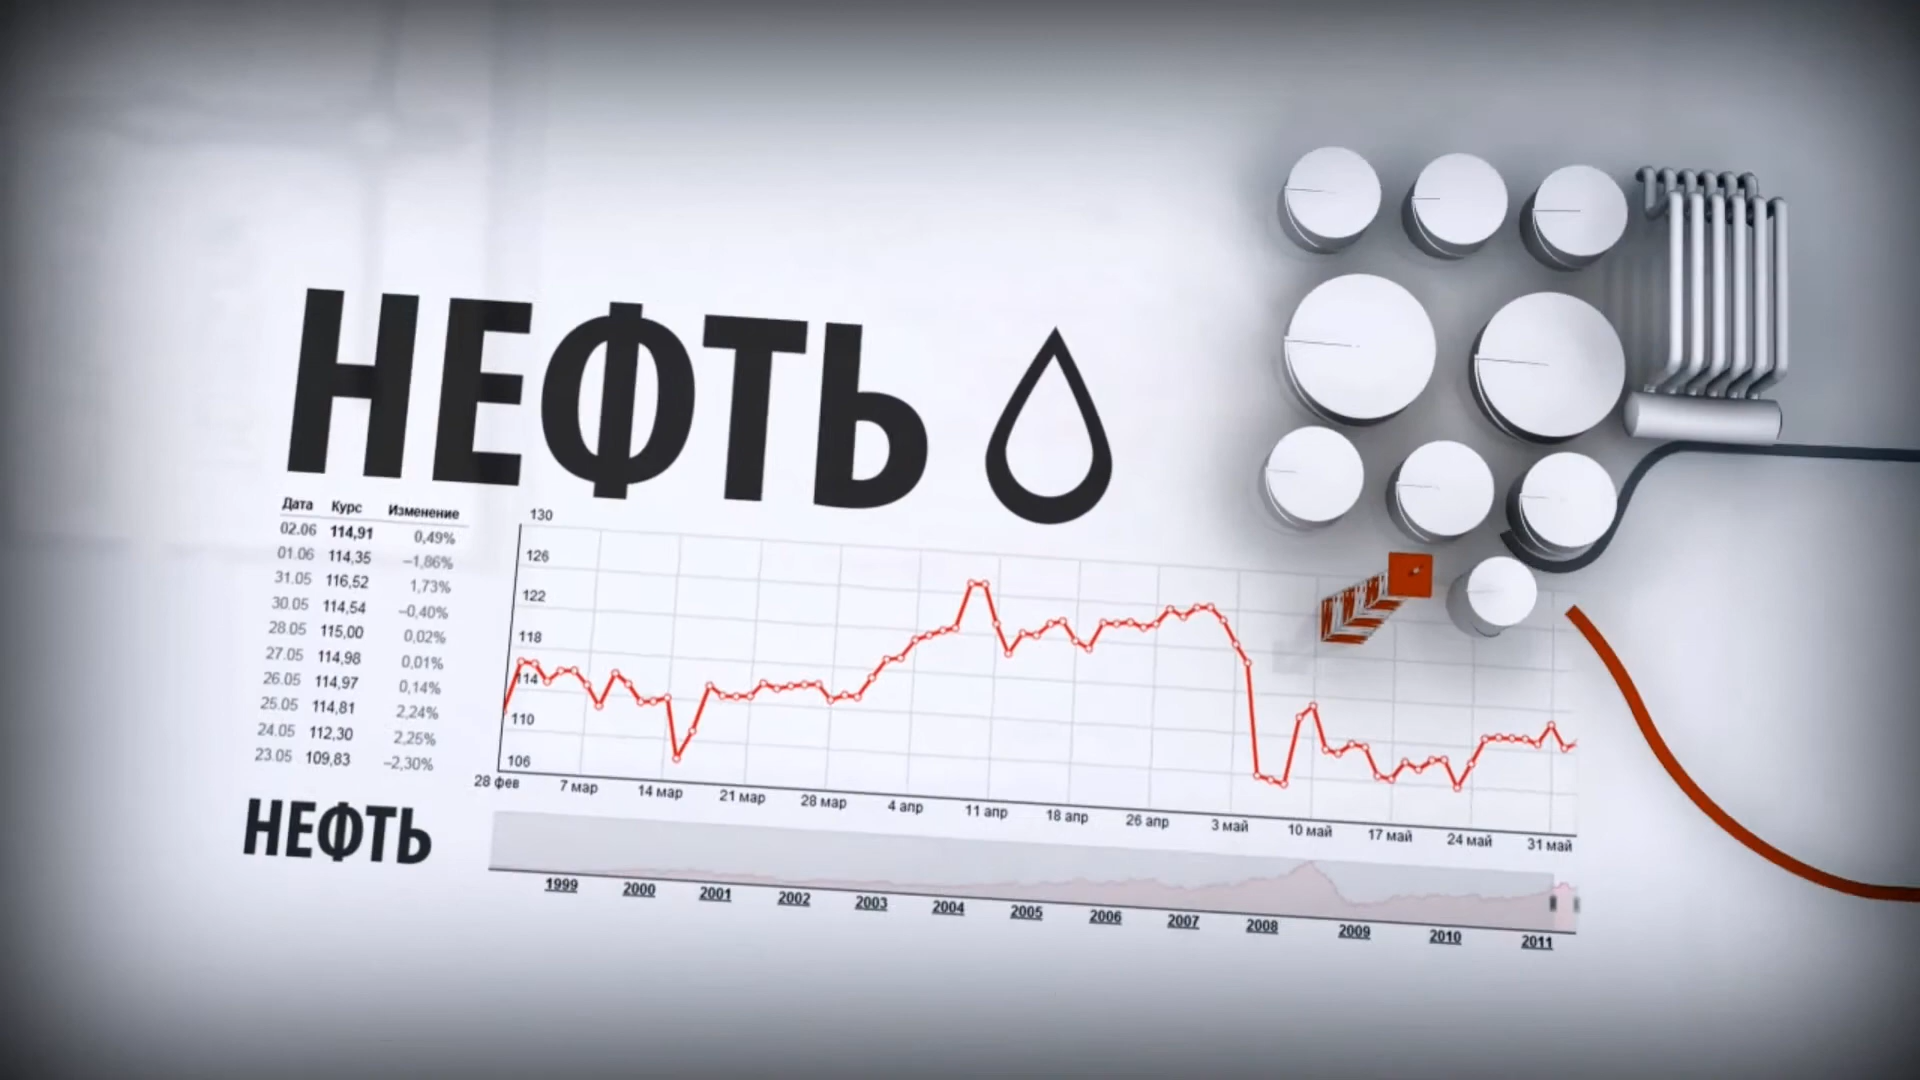 НЕФТЬ
Дата Курс Изменение
02.06 114,91 0,49%
01.06 114,35 –1,86%
31.05 116,52 1,73%
30.05 114,54 –0,40%
28.05 115,00 0,02%
27.05 114,98 0,01%
26.05 114,97 0,14%
25.05 114,81 2,24%
24.05 112,30 2,25%
23.05 109,83 –2,30%
130
126
122
118
114
110
106
28 фев 7 мар 14 мар 21 мар 28 мар 4 апр 11 апр 18 апр 26 апр 3 май 10 май 17 май 24 май 31 май
НЕФТЬ
1999 2000 2001 2002 2003 2004 2005 2006 2007 2008 2009 2010 2011